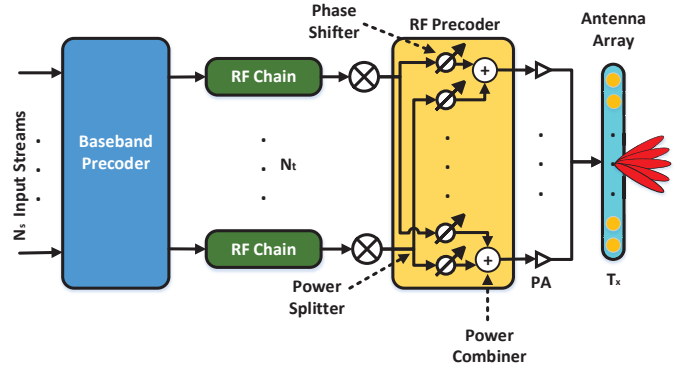 Phase
Shifter
RF Precoder
Antenna
Array
RF Chain
Baseband
Precoder
Nₛ Input Streams
Nₜ
RF Chain
Power
Splitter
Power
Combiner
PA
Tₓ
+
+